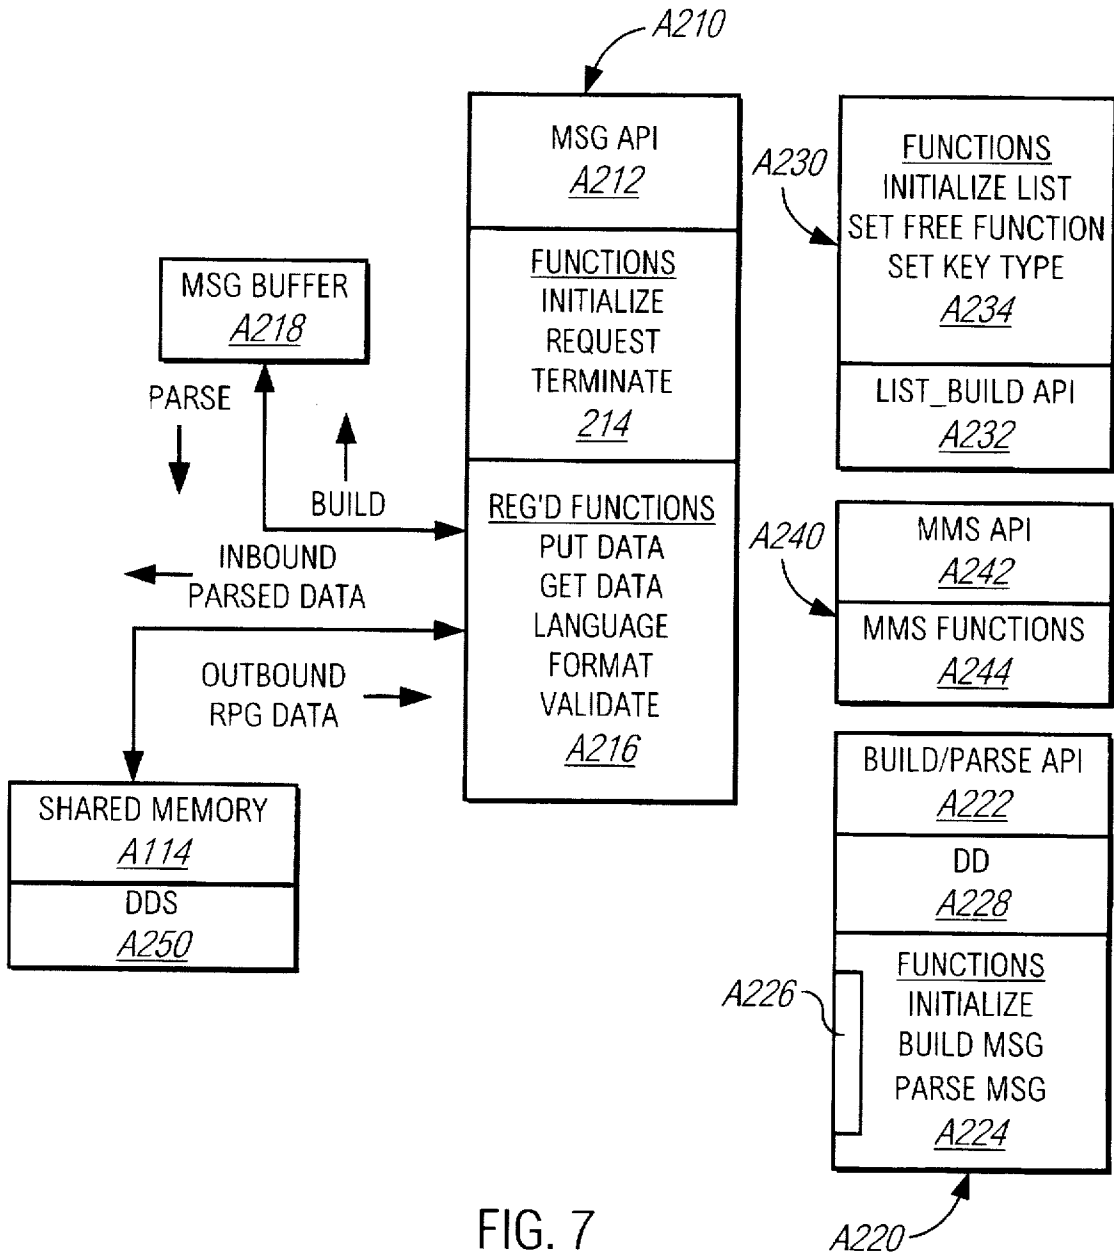 A210
MSG API
A212
FUNCTIONS
INITIALIZE
REQUEST
TERMINATE
214
REG'D FUNCTIONS
PUT DATA
GET DATA
LANGUAGE
FORMAT
VALIDATE
A216
MSG BUFFER
A218
PARSE
BUILD
INBOUND
PARSED DATA
OUTBOUND
RPG DATA
SHARED MEMORY
A114
DDS
A250
A230
FUNCTIONS
INITIALIZE LIST
SET FREE FUNCTION
SET KEY TYPE
A234
LIST_BUILD API
A232
A240
MMS API
A242
MMS FUNCTIONS
A244
BUILD/PARSE API
A222
DD
A228
A226
FUNCTIONS
INITIALIZE
BUILD MSG
PARSE MSG
A224
A220
FIG. 7